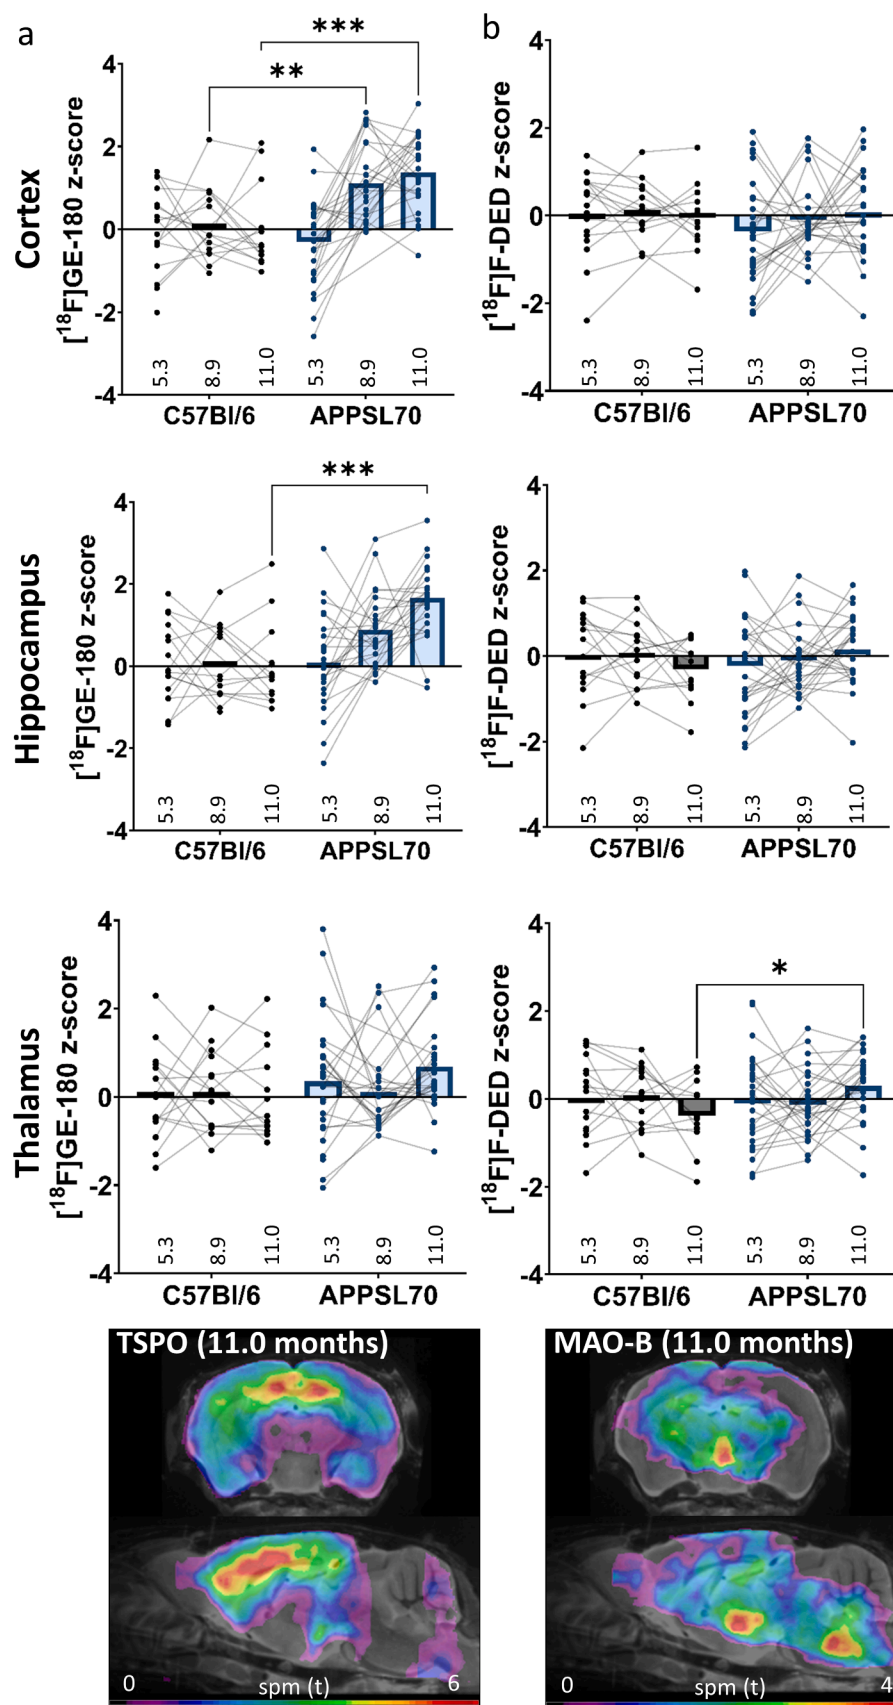 a
b
Cortex
[18F]GE-180 z-score
4
2
0
-2
-4
***
**
5.3
8.9
11.0
5.3
8.9
11.0
C57Bl/6
APPSL70
[18F]F-DED z-score
4
2
0
-2
-4
5.3
8.9
11.0
5.3
8.9
11.0
C57Bl/6
APPSL70
Hippocampus
[18F]GE-180 z-score
4
2
0
-2
-4
***
5.3
8.9
11.0
5.3
8.9
11.0
C57Bl/6
APPSL70
[18F]F-DED z-score
4
2
0
-2
-4
5.3
8.9
11.0
5.3
8.9
11.0
C57Bl/6
APPSL70
Thalamus
[18F]GE-180 z-score
4
2
0
-2
-4
5.3
8.9
11.0
5.3
8.9
11.0
C57Bl/6
APPSL70
[18F]F-DED z-score
4
2
0
-2
-4
*
5.3
8.9
11.0
5.3
8.9
11.0
C57Bl/6
APPSL70
TSPO (11.0 months)
0
spm (t)
6
MAO-B (11.0 months)
0
spm (t)
4